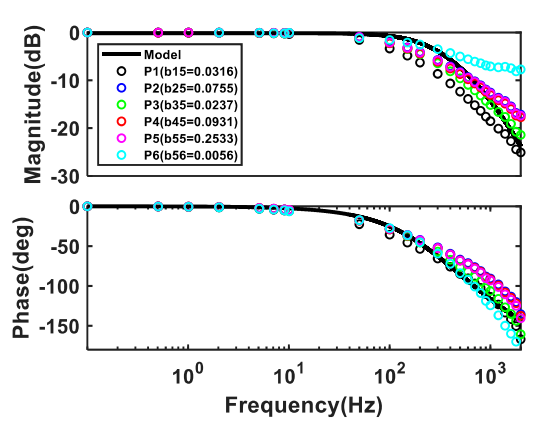 0
-10
-20
-30
Magnitude(dB)
Model
P1(b15=0.0316)
P2(b25=0.0755)
P3(b35=0.0237)
P4(b45=0.0931)
P5(b55=0.2533)
P6(b56=0.0056)
0
-50
-100
-150
Phase(deg)
10^0 10^1 10^2 10^3
Frequency(Hz)